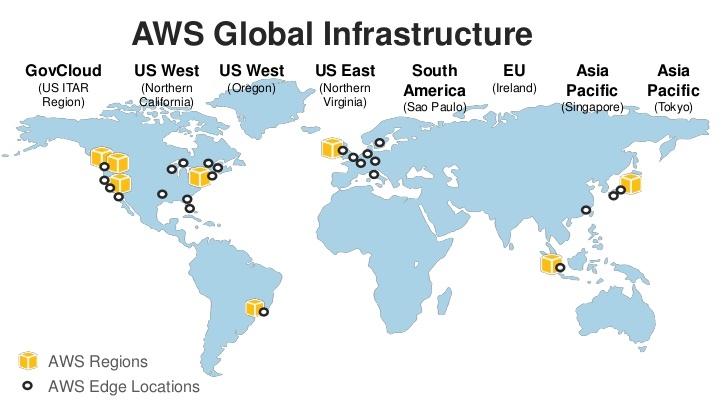 AWS Global Infrastructure
GovCloud
(US ITAR
Region)
US West
(Northern
California)
US West
(Oregon)
US East
(Northern
Virginia)
South
America
(Sao Paulo)
EU
(Ireland)
Asia
Pacific
(Singapore)
Asia
Pacific
(Tokyo)
AWS Regions
AWS Edge Locations